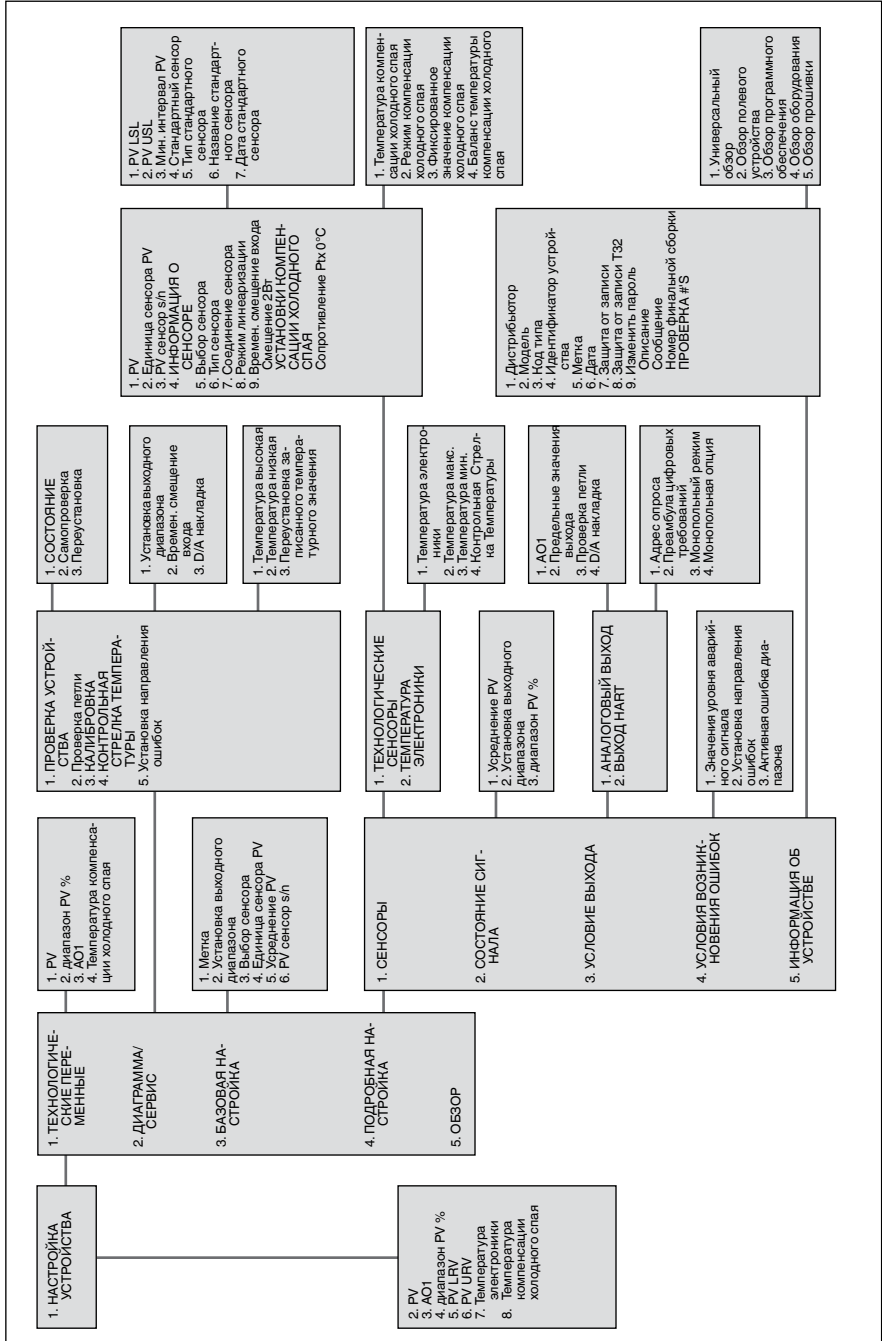 1. НАСТРОЙКА
УСТРОЙСТВА
2. PV
3. AO1
4. диапазон PV %
5. PV LRV
6. PV URV
7. Температура
электроники
8. Температура
компенсации
холодного спая
1. ТЕХНОЛОГИЧЕ-
СКИЕ ПЕРЕ-
МЕННЫЕ
2. ДИАГРАММА/
СЕРВИС
3. БАЗОВАЯ НА-
СТРОЙКА
4. ПОДРОБНАЯ НА-
СТРОЙКА
5. ОБЗОР
1. PV
2. диапазон PV %
3. AO1
4. Температура компенса-
ции холодного спая
1. Метка
2. Установка выходного
диапазона
3. Выбор сенсора
4. Единица сенсора PV
5. Усреднение PV
6. PV сенсор s/n
1. ПРОВЕРКА УСТРОЙ-
СТВА
2. Проверка петли
3. КАЛИБРОВКА
4. КОНТРОЛЬНАЯ
СТРЕЛКА ТЕМПЕРА-
ТУРЫ
5. Установка направления
ошибок
1. СОСТОЯНИЕ
2. Самопроверка
3. Переустановка
1. Установка выходного
диапазона
2. Времен. смещение
входа
3. D/A накладка
1. Температура высокая
2. Температура низкая
3. Переустановка за-
писанного темпера-
турного значения
1. СЕНСОРЫ
2. СОСТОЯНИЕ СИГ-
НАЛА
3. УСЛОВИЕ ВЫХОДА
4. УСЛОВИЯ ВОЗНИК-
НОВЕНИЯ ОШИБОК
5. ИНФОРМАЦИЯ ОБ
УСТРОЙСТВЕ
1. ТЕХНОЛОГИЧЕСКИЕ
СЕНСОРЫ
2. ТЕМПЕРАТУРА
ЭЛЕКТРОНИКИ
1. Усреднение PV
2. Установка выходного
диапазона
3. диапазон PV %
1. АНАЛОГОВЫЙ ВЫХОД
2. ВЫХОД HART
1. Значения уровня аварий-
ного сигнала
2. Установка направления
ошибок
3. Активная ошибка диа-
пазона
1. Температура электро-
ники
2. Температура макс.
3. Температура мин.
4. Контрольная Стрел-
ка Температуры
1. AO1
2. Предельные значения
выхода
3. Проверка петли
4. D/A накладка
1. Адрес опроса
2. Преамбула цифровых
требований
3. Монопольный режим
4. Монопольная опция
1. PV
2. Единица сенсора PV
3. PV сенсор s/n
4. ИНФОРМАЦИЯ О
СЕНСОРЕ
5. Выбор сенсора
6. Тип сенсора
7. Соединение сенсора
8. Режим линеаризации
9. Времен. смещение входа
Смещение 2Вт
УСТАНОВКИ КОМПЕН-
САЦИИ ХОЛОДНОГО
СПАЯ
Сопротивление Ptx 0°C
1. PV LSL
2. PV USL
3. Мин. интервал PV
4. Стандартный сенсор
5. Тип стандартного
сенсора
6. Название стандарт-
ного сенсора
7. Дата стандартного
сенсора
1. Температура компен-
сации холодного спая
2. Режим компенсации
холодного спая
3. Фиксированное
значение компенсации
холодного спая
4. Баланс температуры
компенсации холодного
спая
1. Дистрибьютор
2. Модель
3. Код типа
4. Идентификатор устрой-
ства
5. Метка
6. Дата
7. Защита от записи
8. Защита от записи T32
9. Изменить пароль
Описание
Сообщение
Номер финальной сборки
ПРОВЕРКА #'S
1. Универсальный
обзор
2. Обзор полевого
устройства
3. Обзор программного
обеспечения
4. Обзор оборудования
5. Обзор прошивки